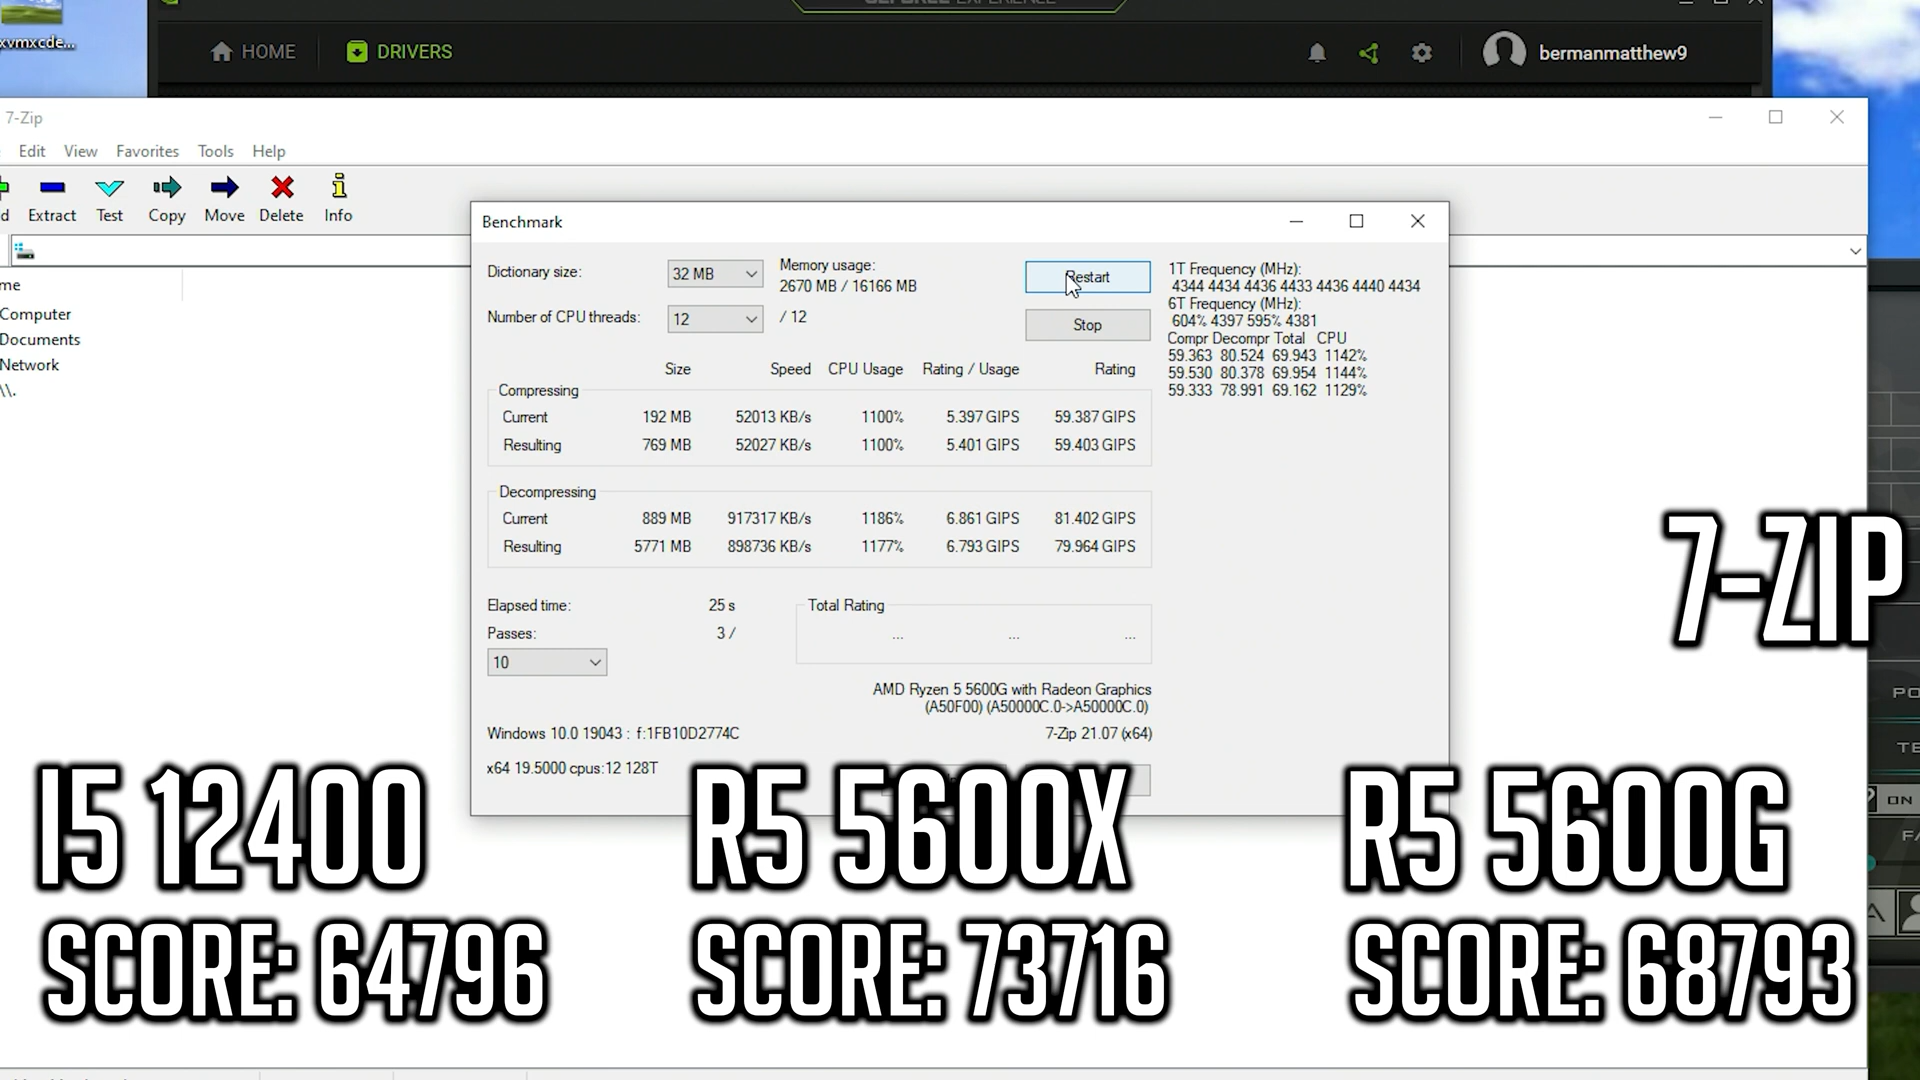 GEFORCE EXPERIENCE
xvmxcde...
HOME
DRIVERS
bermanmatthew9
7-Zip
Edit View Favorites Tools Help
d Extract Test Copy Move Delete Info
me
Computer
Documents
Network
\\.
Benchmark
Dictionary size: 32 MB
Memory usage:
2670 MB / 16166 MB
Restart
Number of CPU threads: 12 / 12
Stop
Size Speed CPU Usage Rating / Usage Rating
Compressing
Current 192 MB 52013 KB/s 1100% 5.397 GIPS 59.387 GIPS
Resulting 769 MB 52027 KB/s 1100% 5.401 GIPS 59.403 GIPS
Decompressing
Current 889 MB 917317 KB/s 1186% 6.861 GIPS 81.402 GIPS
Resulting 5771 MB 898736 KB/s 1177% 6.793 GIPS 79.964 GIPS
Elapsed time: 25 s
Passes: 3 /
10
Total Rating
... ... ...
AMD Ryzen 5 5600G with Radeon Graphics
(A50F00) (A50000C.0->A50000C.0)
Windows 10.0 19043 : f:1FB10D2774C
7-Zip 21.07 (x64)
x64 19.5000 cpus:12 128T
1T Frequency (MHz):
4344 4434 4436 4433 4436 4440 4434
6T Frequency (MHz):
604% 4397 595% 4381
Compr Decompr Total CPU
59.363 80.524 69.943 1142%
59.530 80.378 69.954 1144%
59.333 78.991 69.162 1129%
7-ZIP
PO
TE
ON
FA
A
I5 12400
SCORE: 64796
R5 5600X
SCORE: 73716
R5 5600G
SCORE: 68793